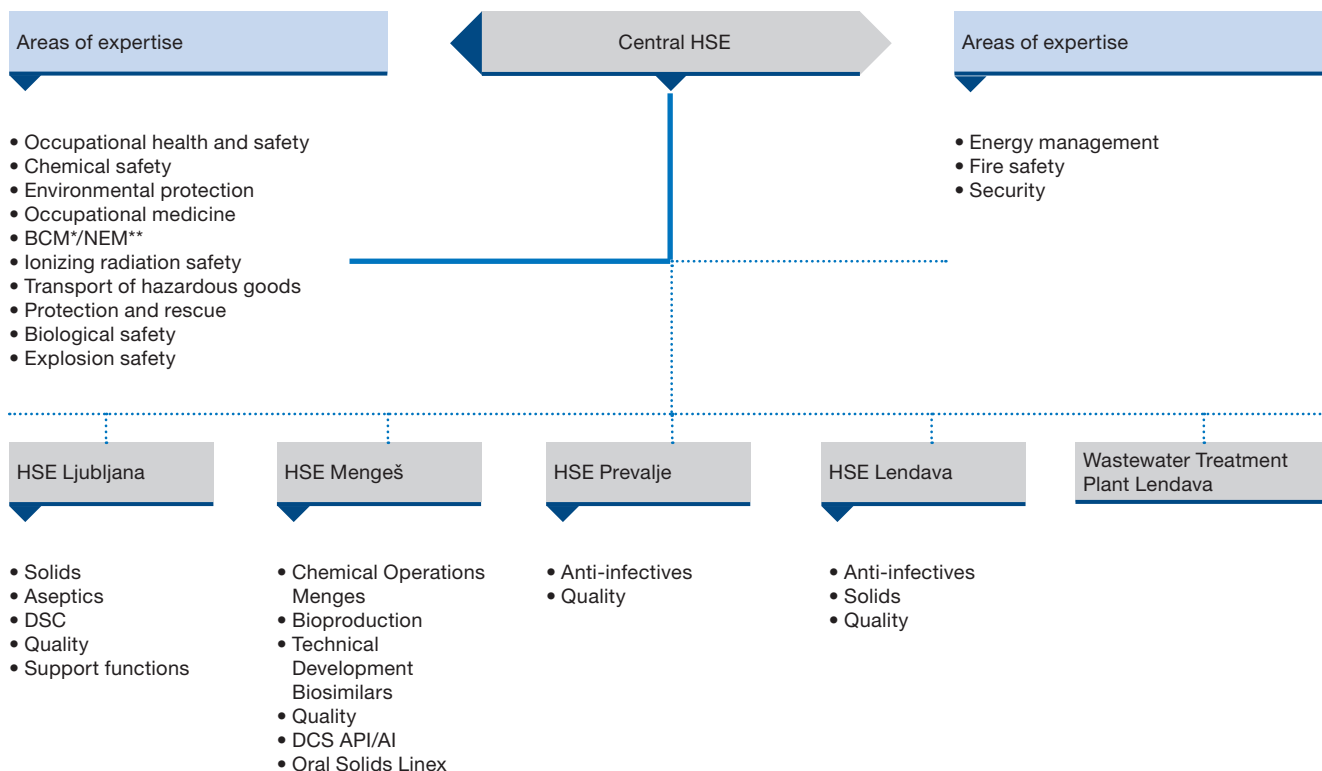 Areas of expertise
Central HSE
Areas of expertise
• Occupational health and safety
• Chemical safety
• Environmental protection
• Occupational medicine
• BCM*/NEM**
• Ionizing radiation safety
• Transport of hazardous goods
• Protection and rescue
• Biological safety
• Explosion safety
• Energy management
• Fire safety
• Security
HSE Ljubljana
• Solids
• Aseptics
• DSC
• Quality
• Support functions
HSE Mengeš
• Chemical Operations
Menges
• Bioproduction
• Technical
Development
Biosimilars
• Quality
• DCS API/AI
• Oral Solids Linex
HSE Prevalje
• Anti-infectives
• Quality
HSE Lendava
• Anti-infectives
• Solids
• Quality
Wastewater Treatment
Plant Lendava